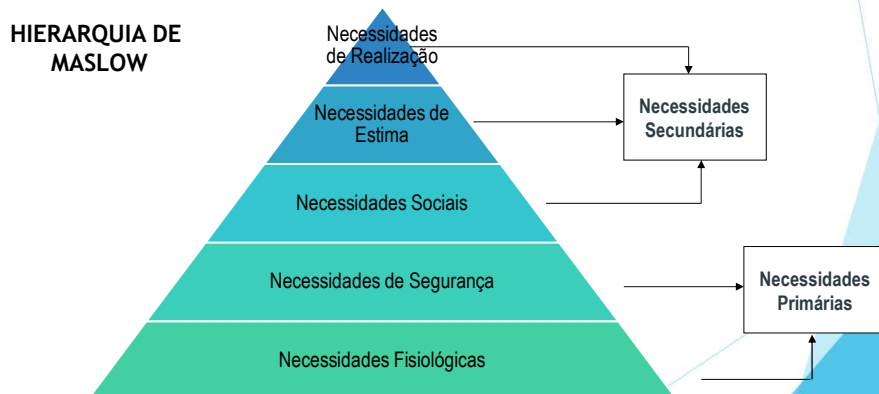 HIERARQUIA DE
MASLOW
Necessidades
de Realização
Necessidades de
Estima
Necessidades Sociais
Necessidades de Segurança
Necessidades Fisiológicas
Necessidades
Secundárias
Necessidades
Primárias